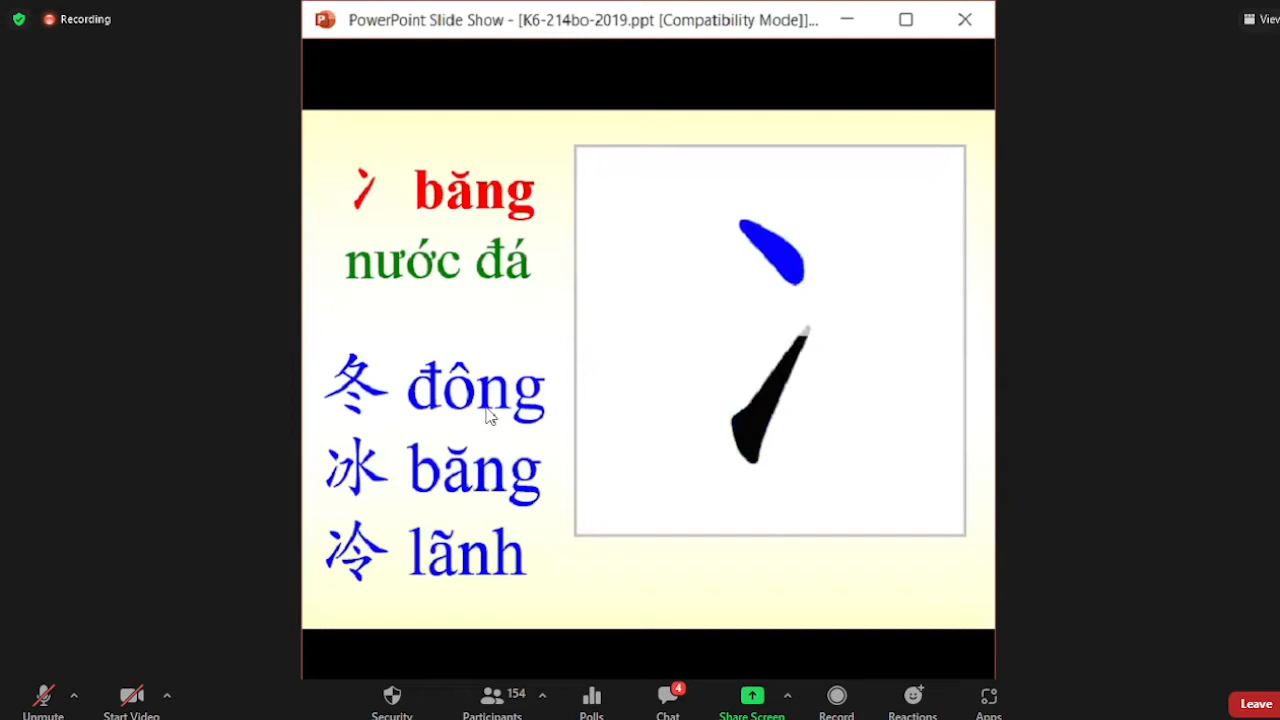 Recording
PowerPoint Slide Show - [K6-214bo-2019.ppt [Compatibility Mode]]...
View
冫 băng
nước đá
冬 đông
冰 băng
冷 lãnh
Unmute
Start Video
Security
154
Participants
Polls
4
Chat
Share Screen
Record
Reactions
Apps
Leave